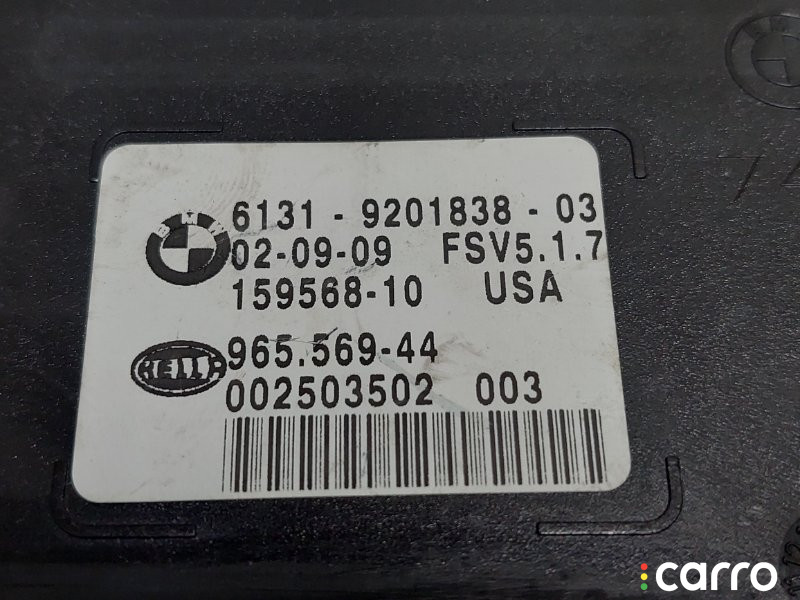 BMW
6131 - 9201838 - 03
02-09-09 FSV5.1.7
159568-10 USA
HELLA
965.569-44
002503502 003
carro